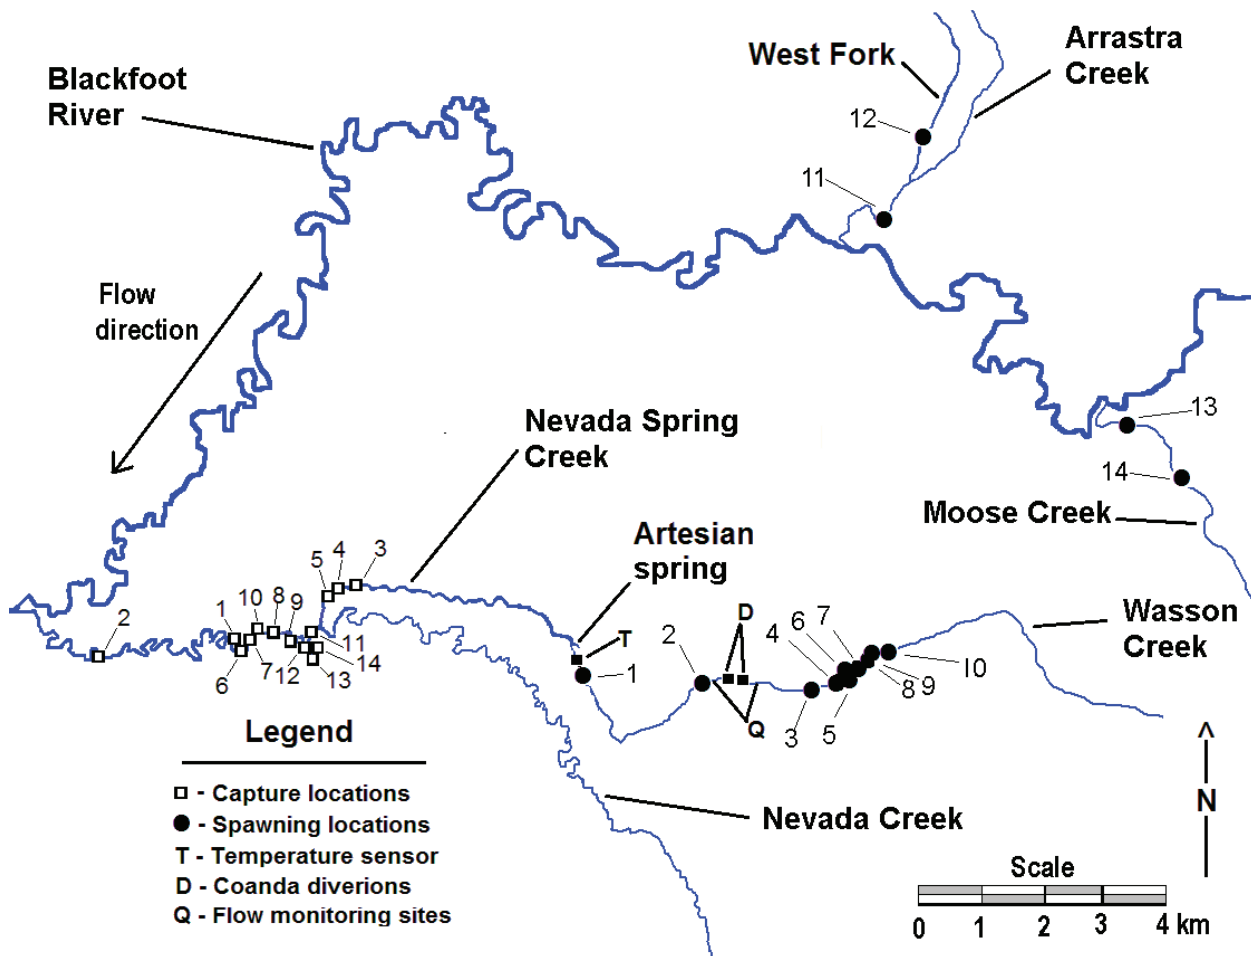 West Fork
Arrastra
Creek
Blackfoot
River
12
11
Flow
direction
13
14
Moose Creek
Nevada Spring
Creek
Artesian
spring
Wasson
Creek
5
4
3
2
1
10
8
9
6
7
12
13
14
11
T
1
2
D
Q
3
4
6
7
5
8
9
I0
Legend
- Capture locations
- Spawning locations
T - Temperature sensor
D - Coanda diverions
Q - Flow monitoring sites
Nevada Creek
^
N
Scale
0 1 2 3 4 km